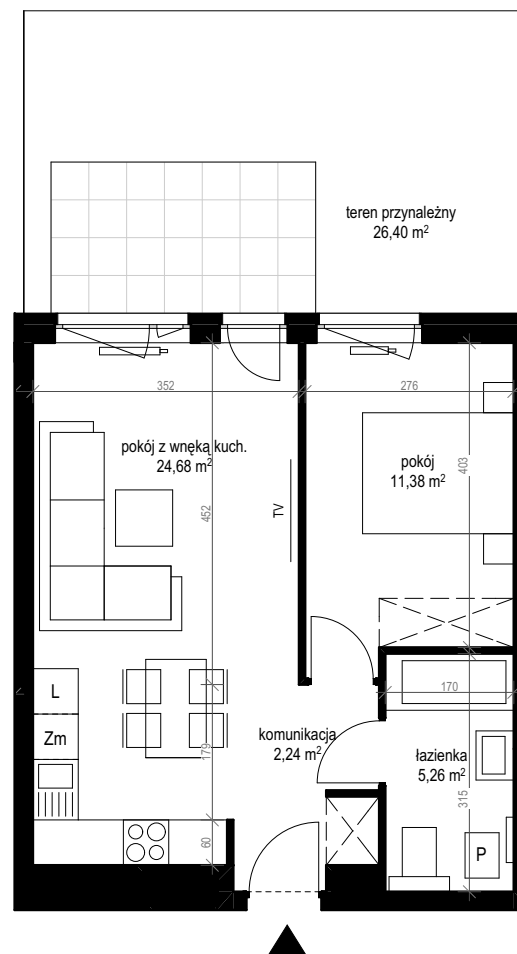 teren przynależny
26,40 m²
352
276
pokój z wnęką kuch.
24,68 m²
pokój
11,38 m²
403
452
TV
L
170
Zm
komunikacja
2,24 m²
łazienka
5,26 m²
179
315
60
P